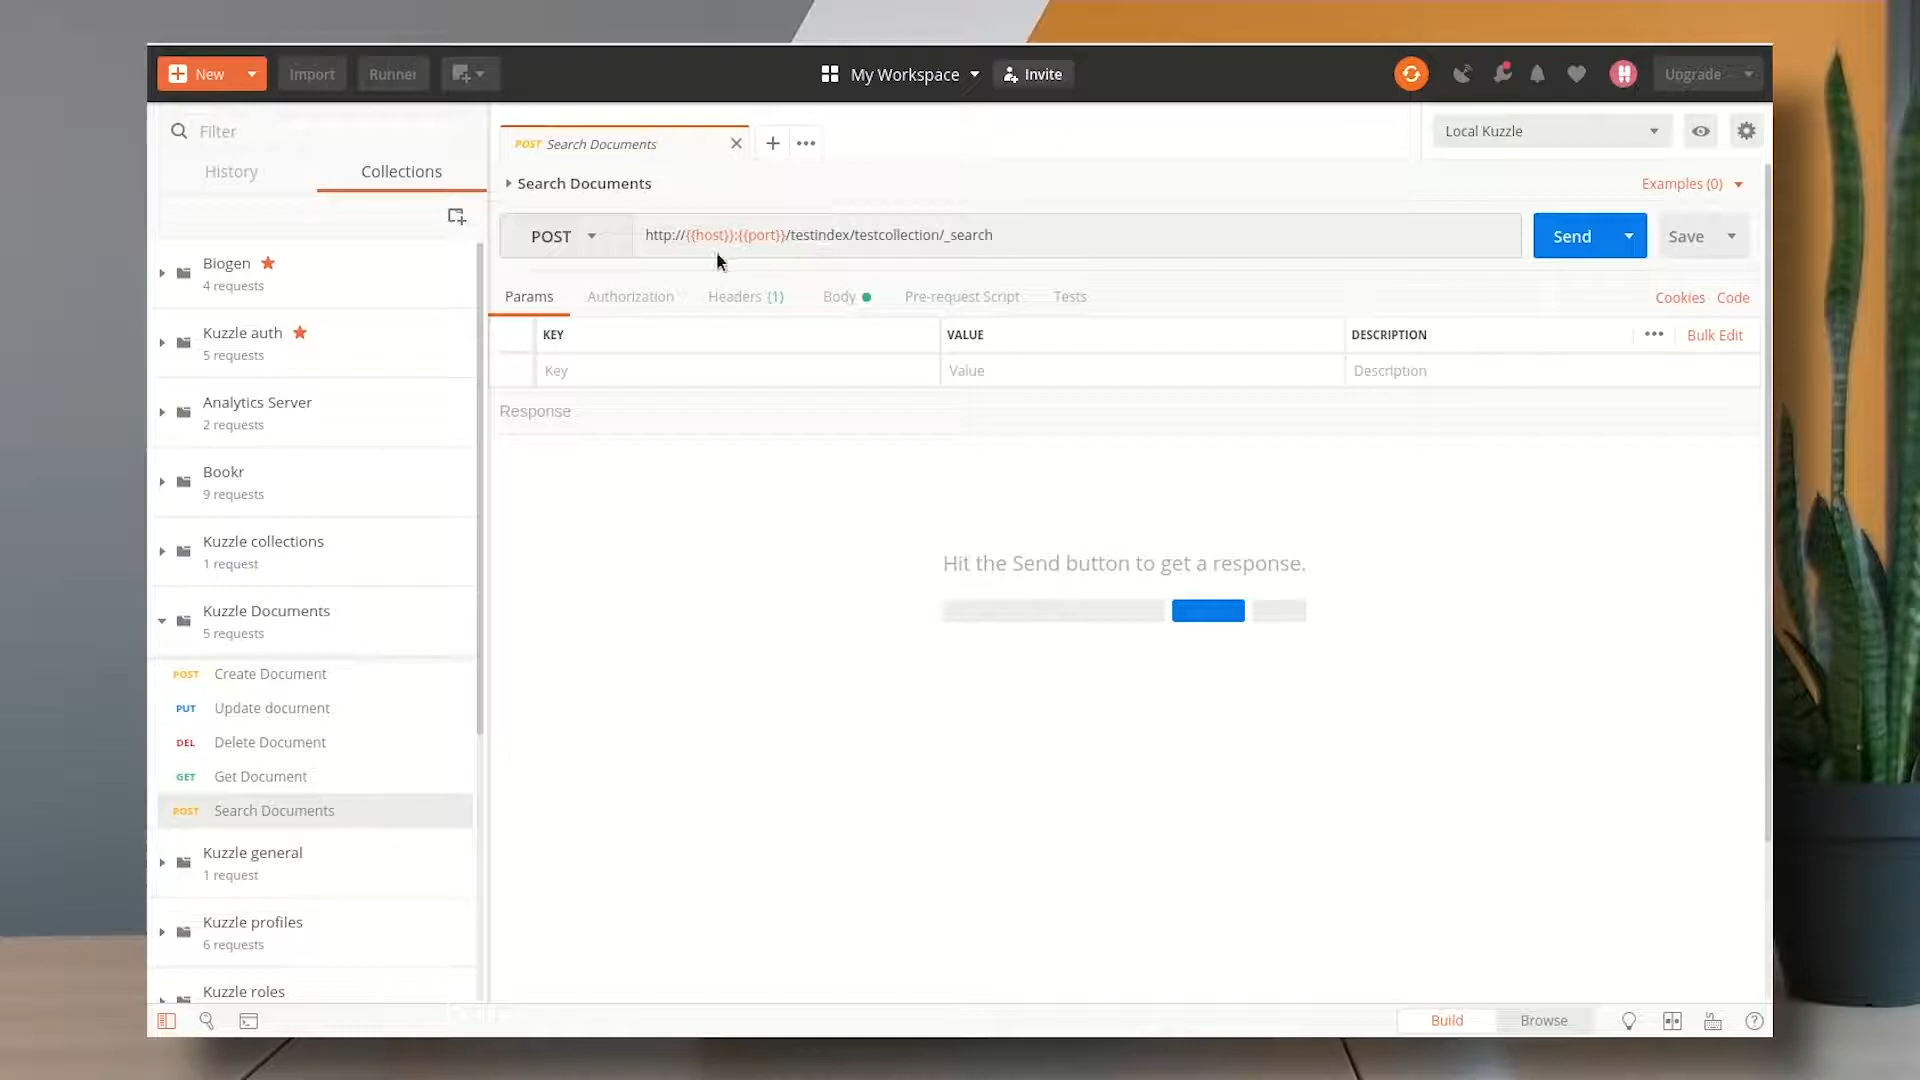 New
Import
Runner
My Workspace
Invite
Upgrade
Filter
History
Collections
Biogen
4 requests
Kuzzle auth
5 requests
Analytics Server
2 requests
Bookr
9 requests
Kuzzle collections
1 request
Kuzzle Documents
5 requests
POST Create Document
PUT Update document
DEL Delete Document
GET Get Document
POST Search Documents
Kuzzle general
1 request
Kuzzle profiles
6 requests
Kuzzle roles
POST Search Documents
Local Kuzzle
Search Documents
Examples (0)
POST
http://{{host}}:{{port}}/testindex/testcollection/_search
Send
Save
Params
Authorization
Headers (1)
Body
Pre-request Script
Tests
Cookies
Code
KEY
VALUE
DESCRIPTION
Bulk Edit
Key
Value
Description
Response
Hit the Send button to get a response.
Build
Browse